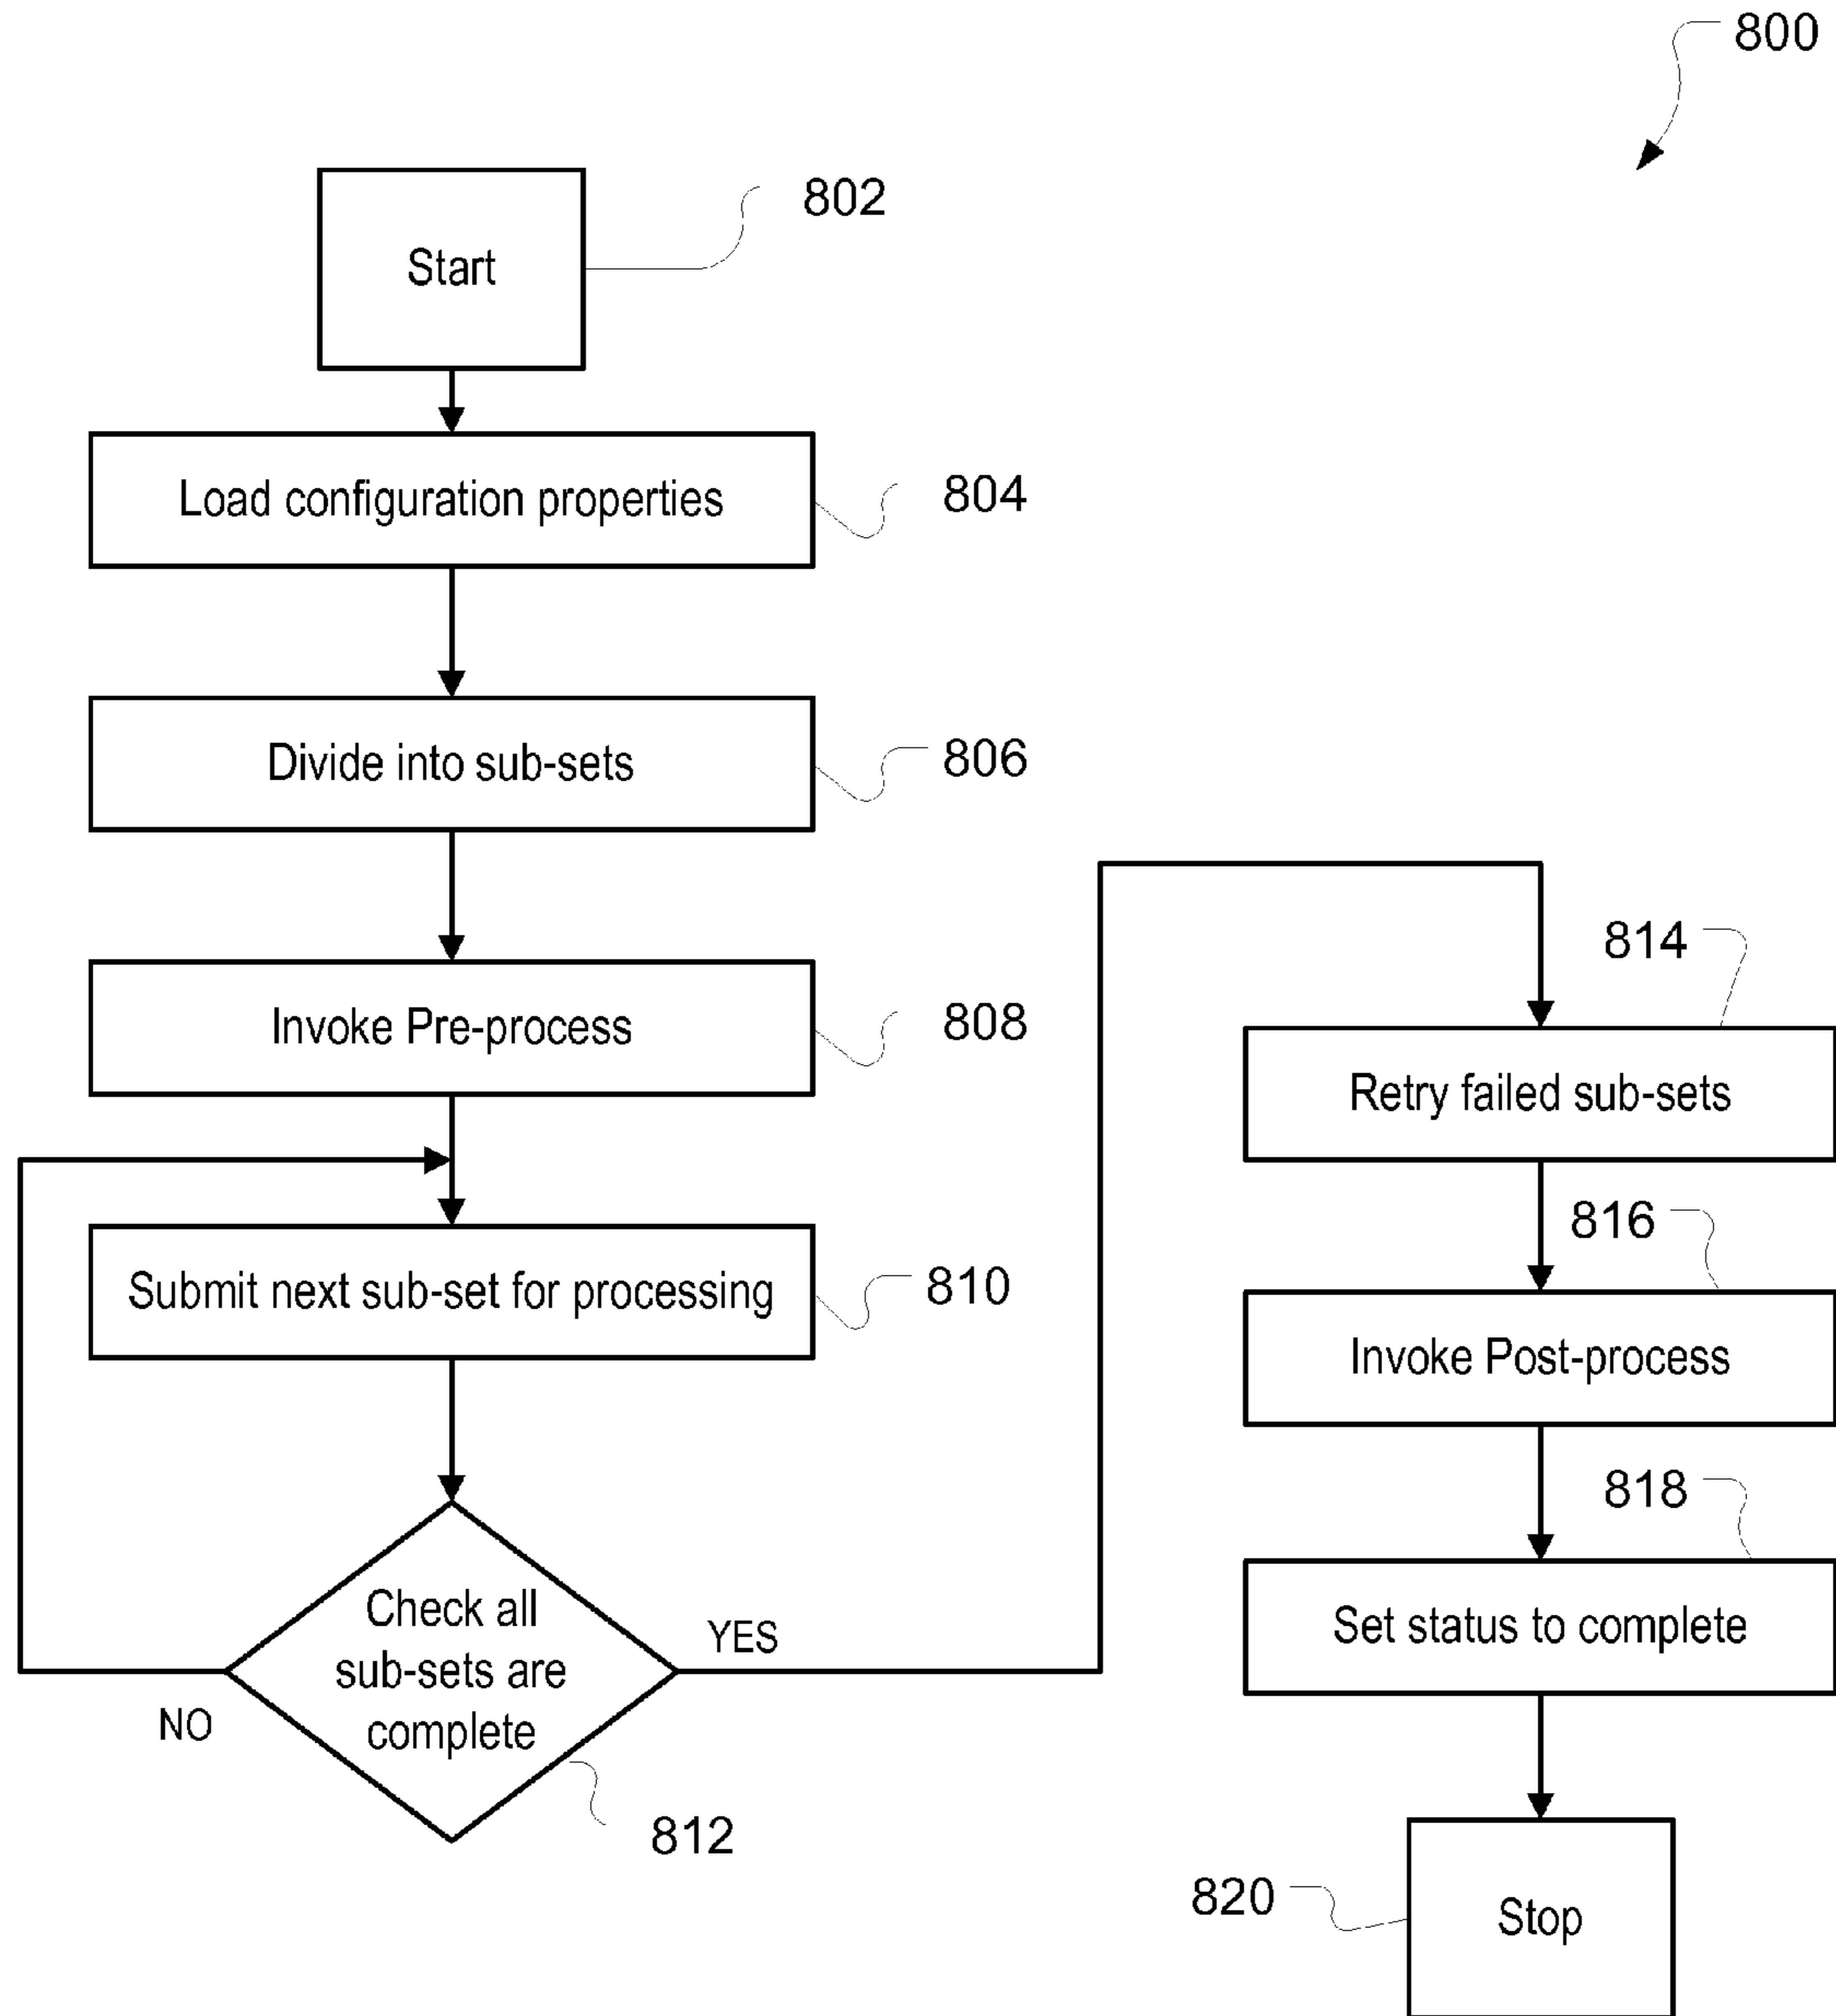 800
Start
802
Load configuration properties
804
Divide into sub-sets
806
Invoke Pre-process
808
Submit next sub-set for processing
810
Check all
sub-sets are
complete
NO
YES
812
814
Retry failed sub-sets
816
Invoke Post-process
818
Set status to complete
820
Stop